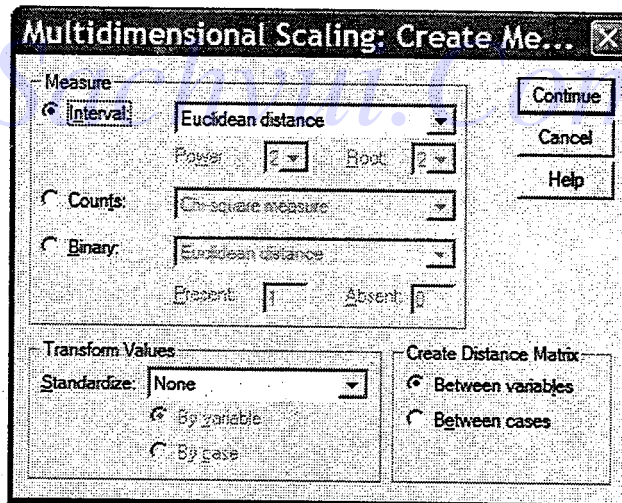 Multidimensional Scaling: Create Me...
Measure
Interval:
Euclidean distance
Power: 2 Root: 2
Counts:
Chi-square measure
Binary:
Euclidean distance
Present: 1 Absent: 0
Continue
Cancel
Help
Transform Values
Standardize: None
By variable
By case
Create Distance Matrix
Between variables
Between cases
Sachvui.Com